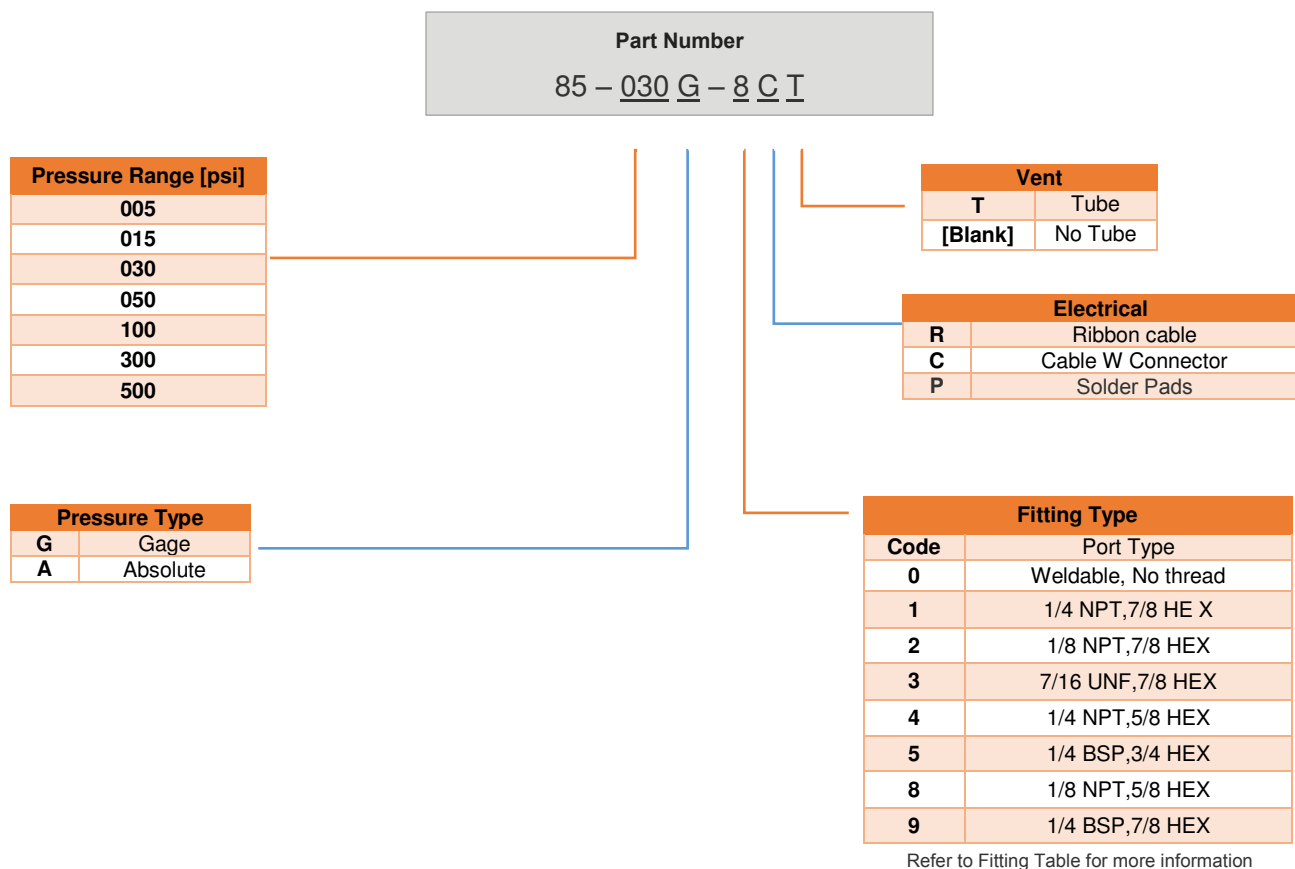 Part Number
85 – 030 G – 8 C T
Pressure Range [psi]
005
015
030
050
100
300
500
Vent
T Tube
[Blank] No Tube
Electrical
R Ribbon cable
C Cable W Connector
P Solder Pads
Pressure Type
G Gage
A Absolute
Fitting Type
Code Port Type
0 Weldable, No thread
1 1/4 NPT,7/8 HE X
2 1/8 NPT,7/8 HEX
3 7/16 UNF,7/8 HEX
4 1/4 NPT,5/8 HEX
5 1/4 BSP,3/4 HEX
8 1/8 NPT,5/8 HEX
9 1/4 BSP,7/8 HEX
Refer to Fitting Table for more information